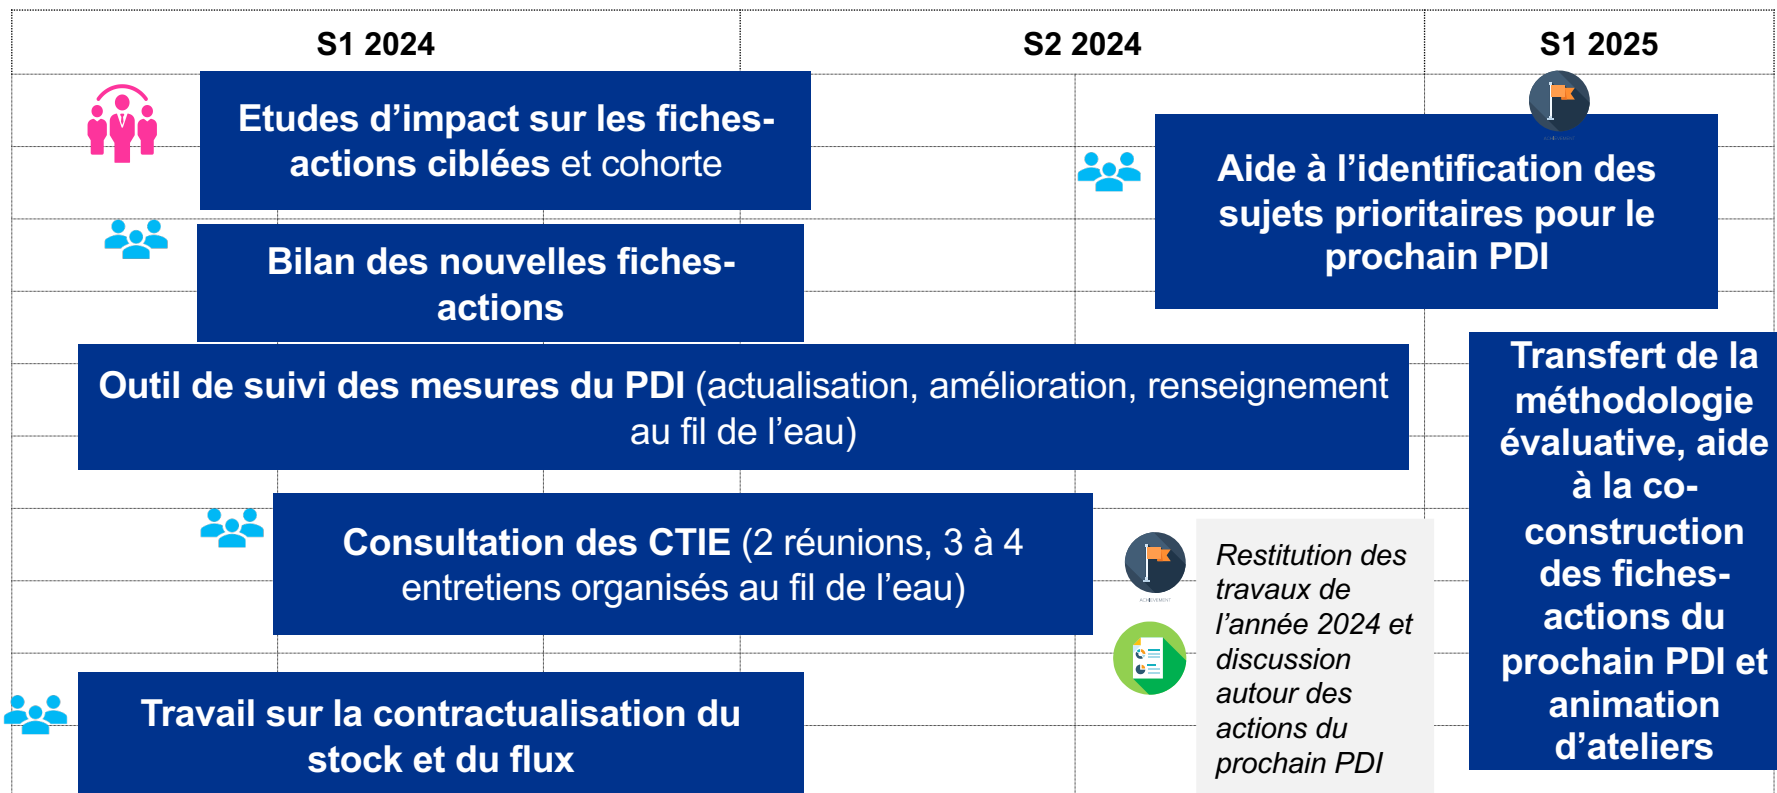 S1 2024
S2 2024
S1 2025
Etudes d’impact sur les fiches-
actions ciblées et cohorte
Aide à l’identification des
sujets prioritaires pour le
prochain PDI
Bilan des nouvelles fiches-
actions
Outil de suivi des mesures du PDI (actualisation, amélioration, renseignement
au fil de l’eau)
Transfert de la
méthodologie
évaluative, aide
à la co-
construction
des fiches-
actions du
prochain PDI et
animation
d’ateliers
Consultation des CTIE (2 réunions, 3 à 4
entretiens organisés au fil de l’eau)
ACHIEVEMENT
Restitution des
travaux de
l’année 2024 et
discussion
autour des
actions du
prochain PDI
Travail sur la contractualisation du
stock et du flux